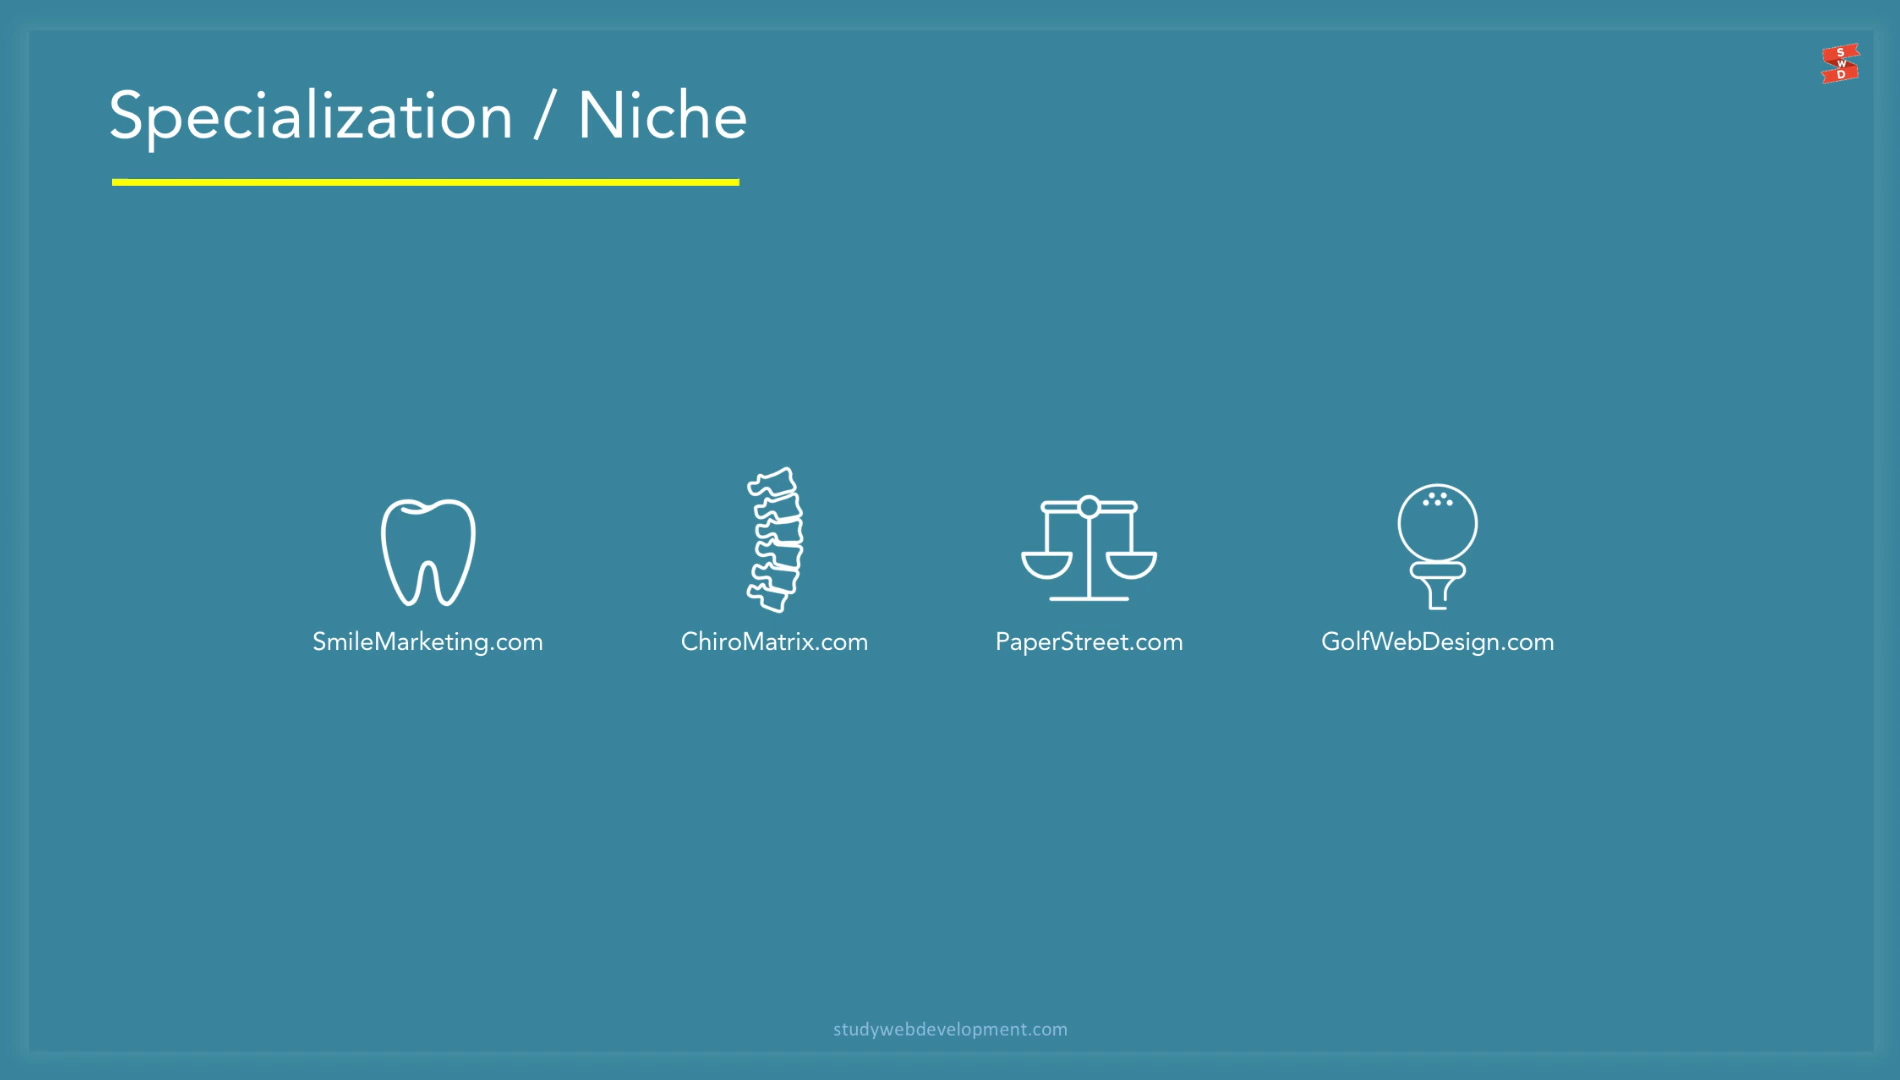 Specialization / Niche
S
W
D
SmileMarketing.com
ChiroMatrix.com
PaperStreet.com
GolfWebDesign.com
studywebdevelopment.com